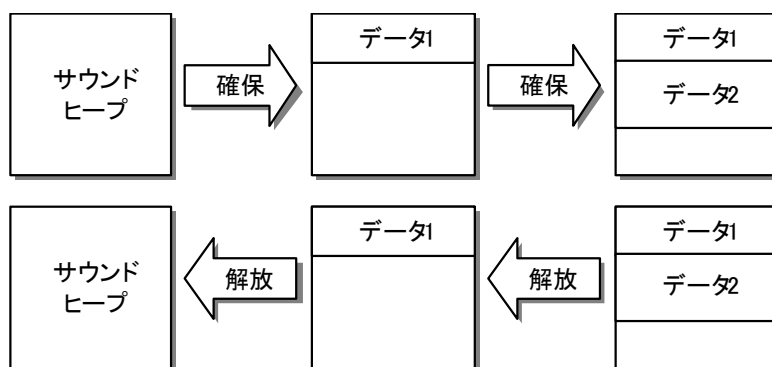 サウンド
ヒープ
確保
データ1
確保
データ1
データ2
サウンド
ヒープ
解放
データ1
解放
データ1
データ2